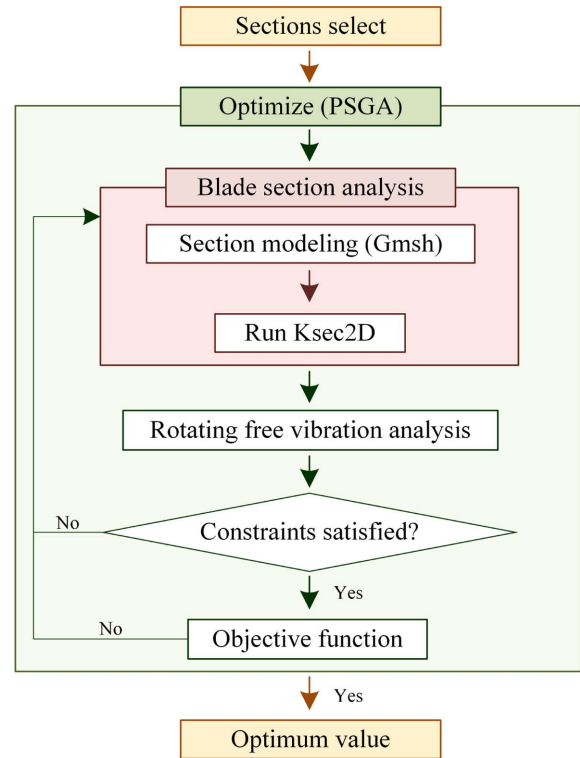 Sections select
Optimize (PSGA)
Blade section analysis
Section modeling (Gmsh)
Run Ksec2D
Rotating free vibration analysis
No
Constraints satisfied?
Yes
No
Objective function
Yes
Optimum value